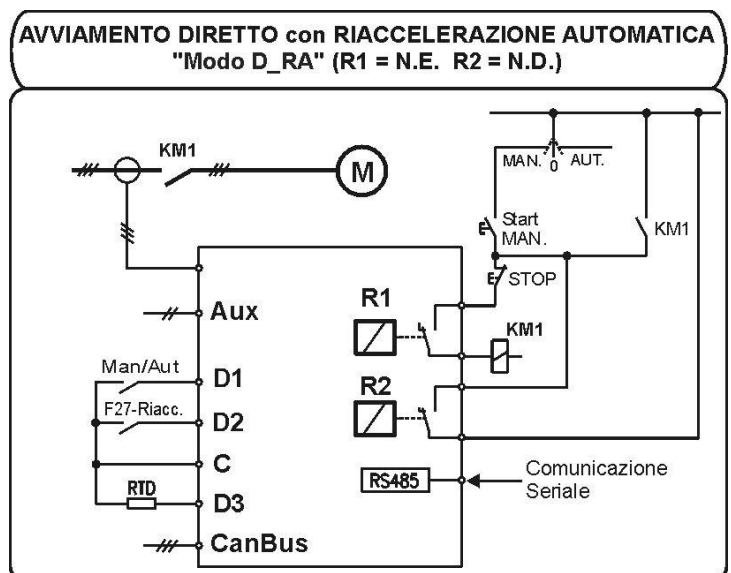 AVVIAMENTO DIRETTO con RIACCELERAZIONE AUTOMATICA
"Modo D_RA" (R1 = N.E. R2 = N.D.)
KM1
M
MAN. 0 AUT.
Start
MAN.
KM1
STOP
Aux
R1
KM1
Man/Aut
D1
R2
F27-Riacc.
D2
C
RTD
D3
RS485
Comunicazione
Seriale
CanBus